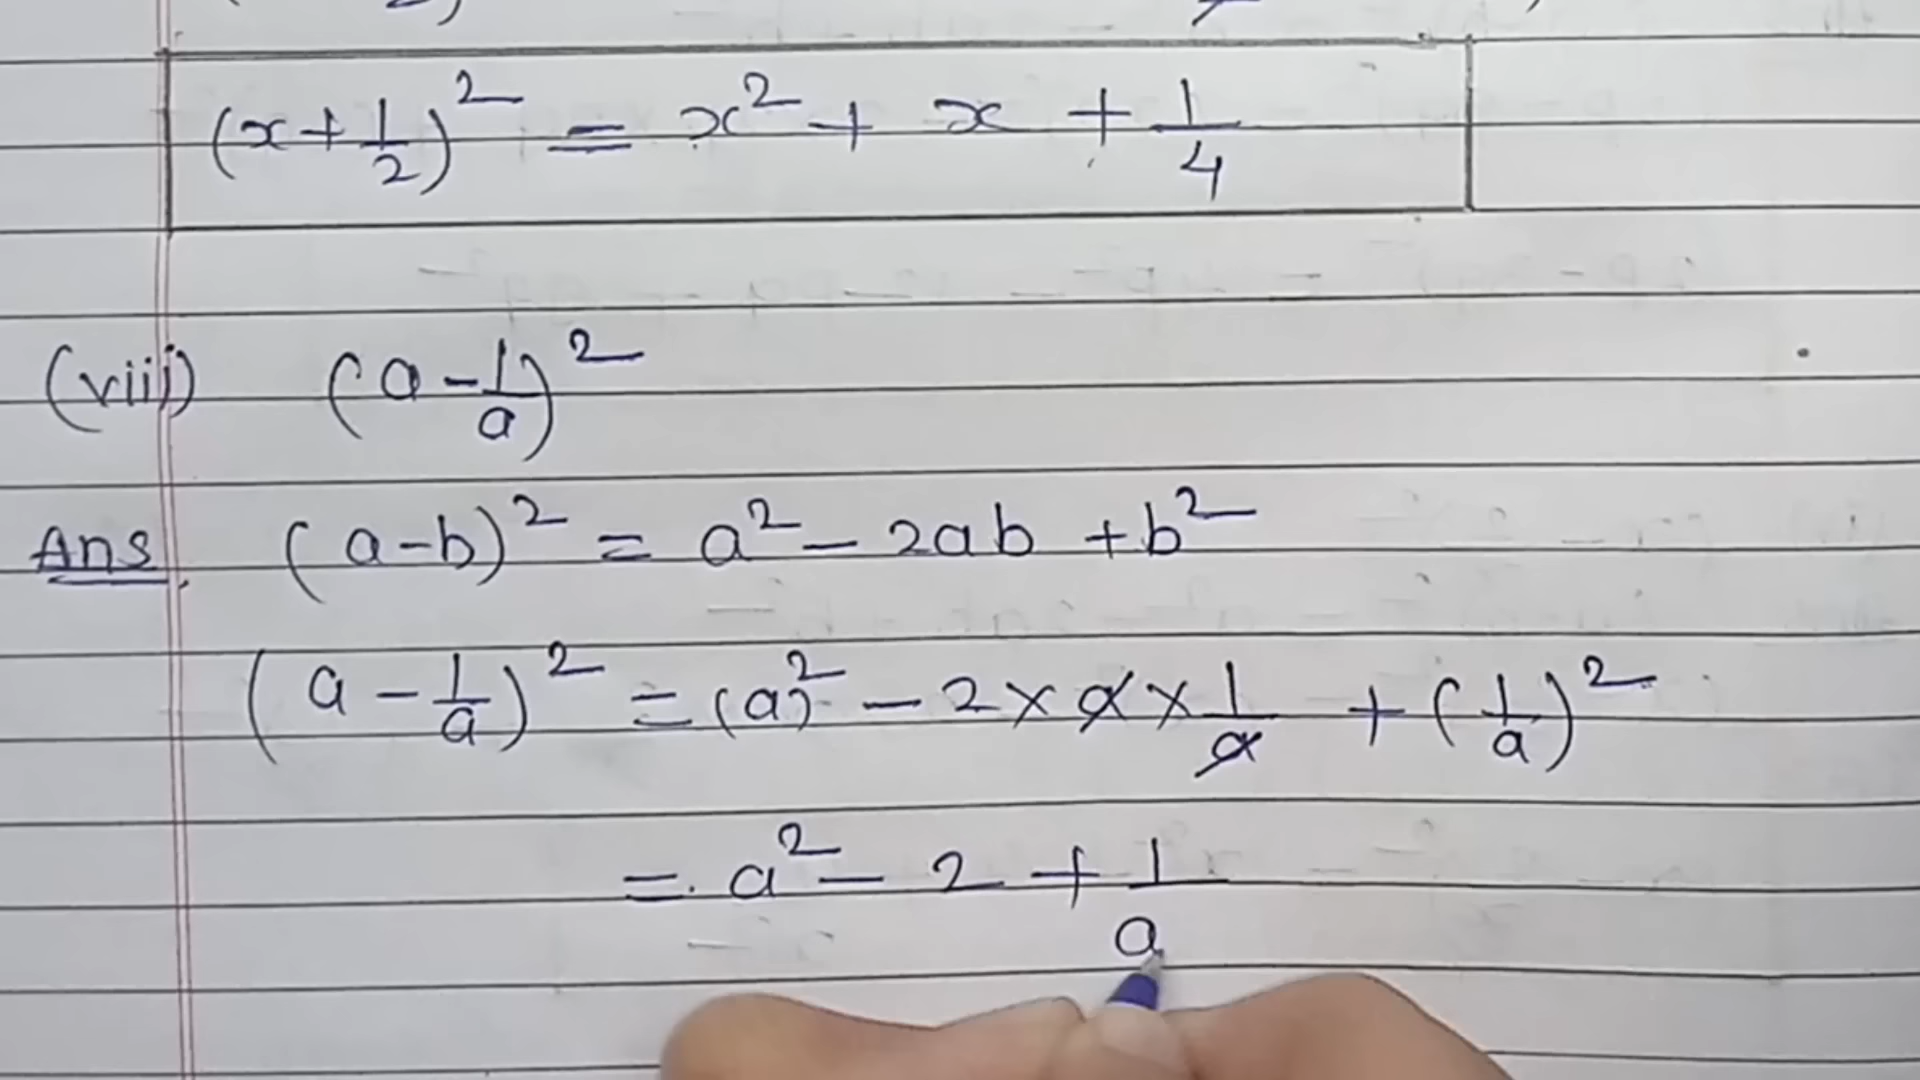 (x+1/2)² = x² + x + 1/4
(viii) (a-1/a)²
Ans. (a-b)² = a² - 2ab + b²
(a - 1/a)² = (a)² - 2 × a × 1/a + (1/a)²
= a² - 2 + 1/a